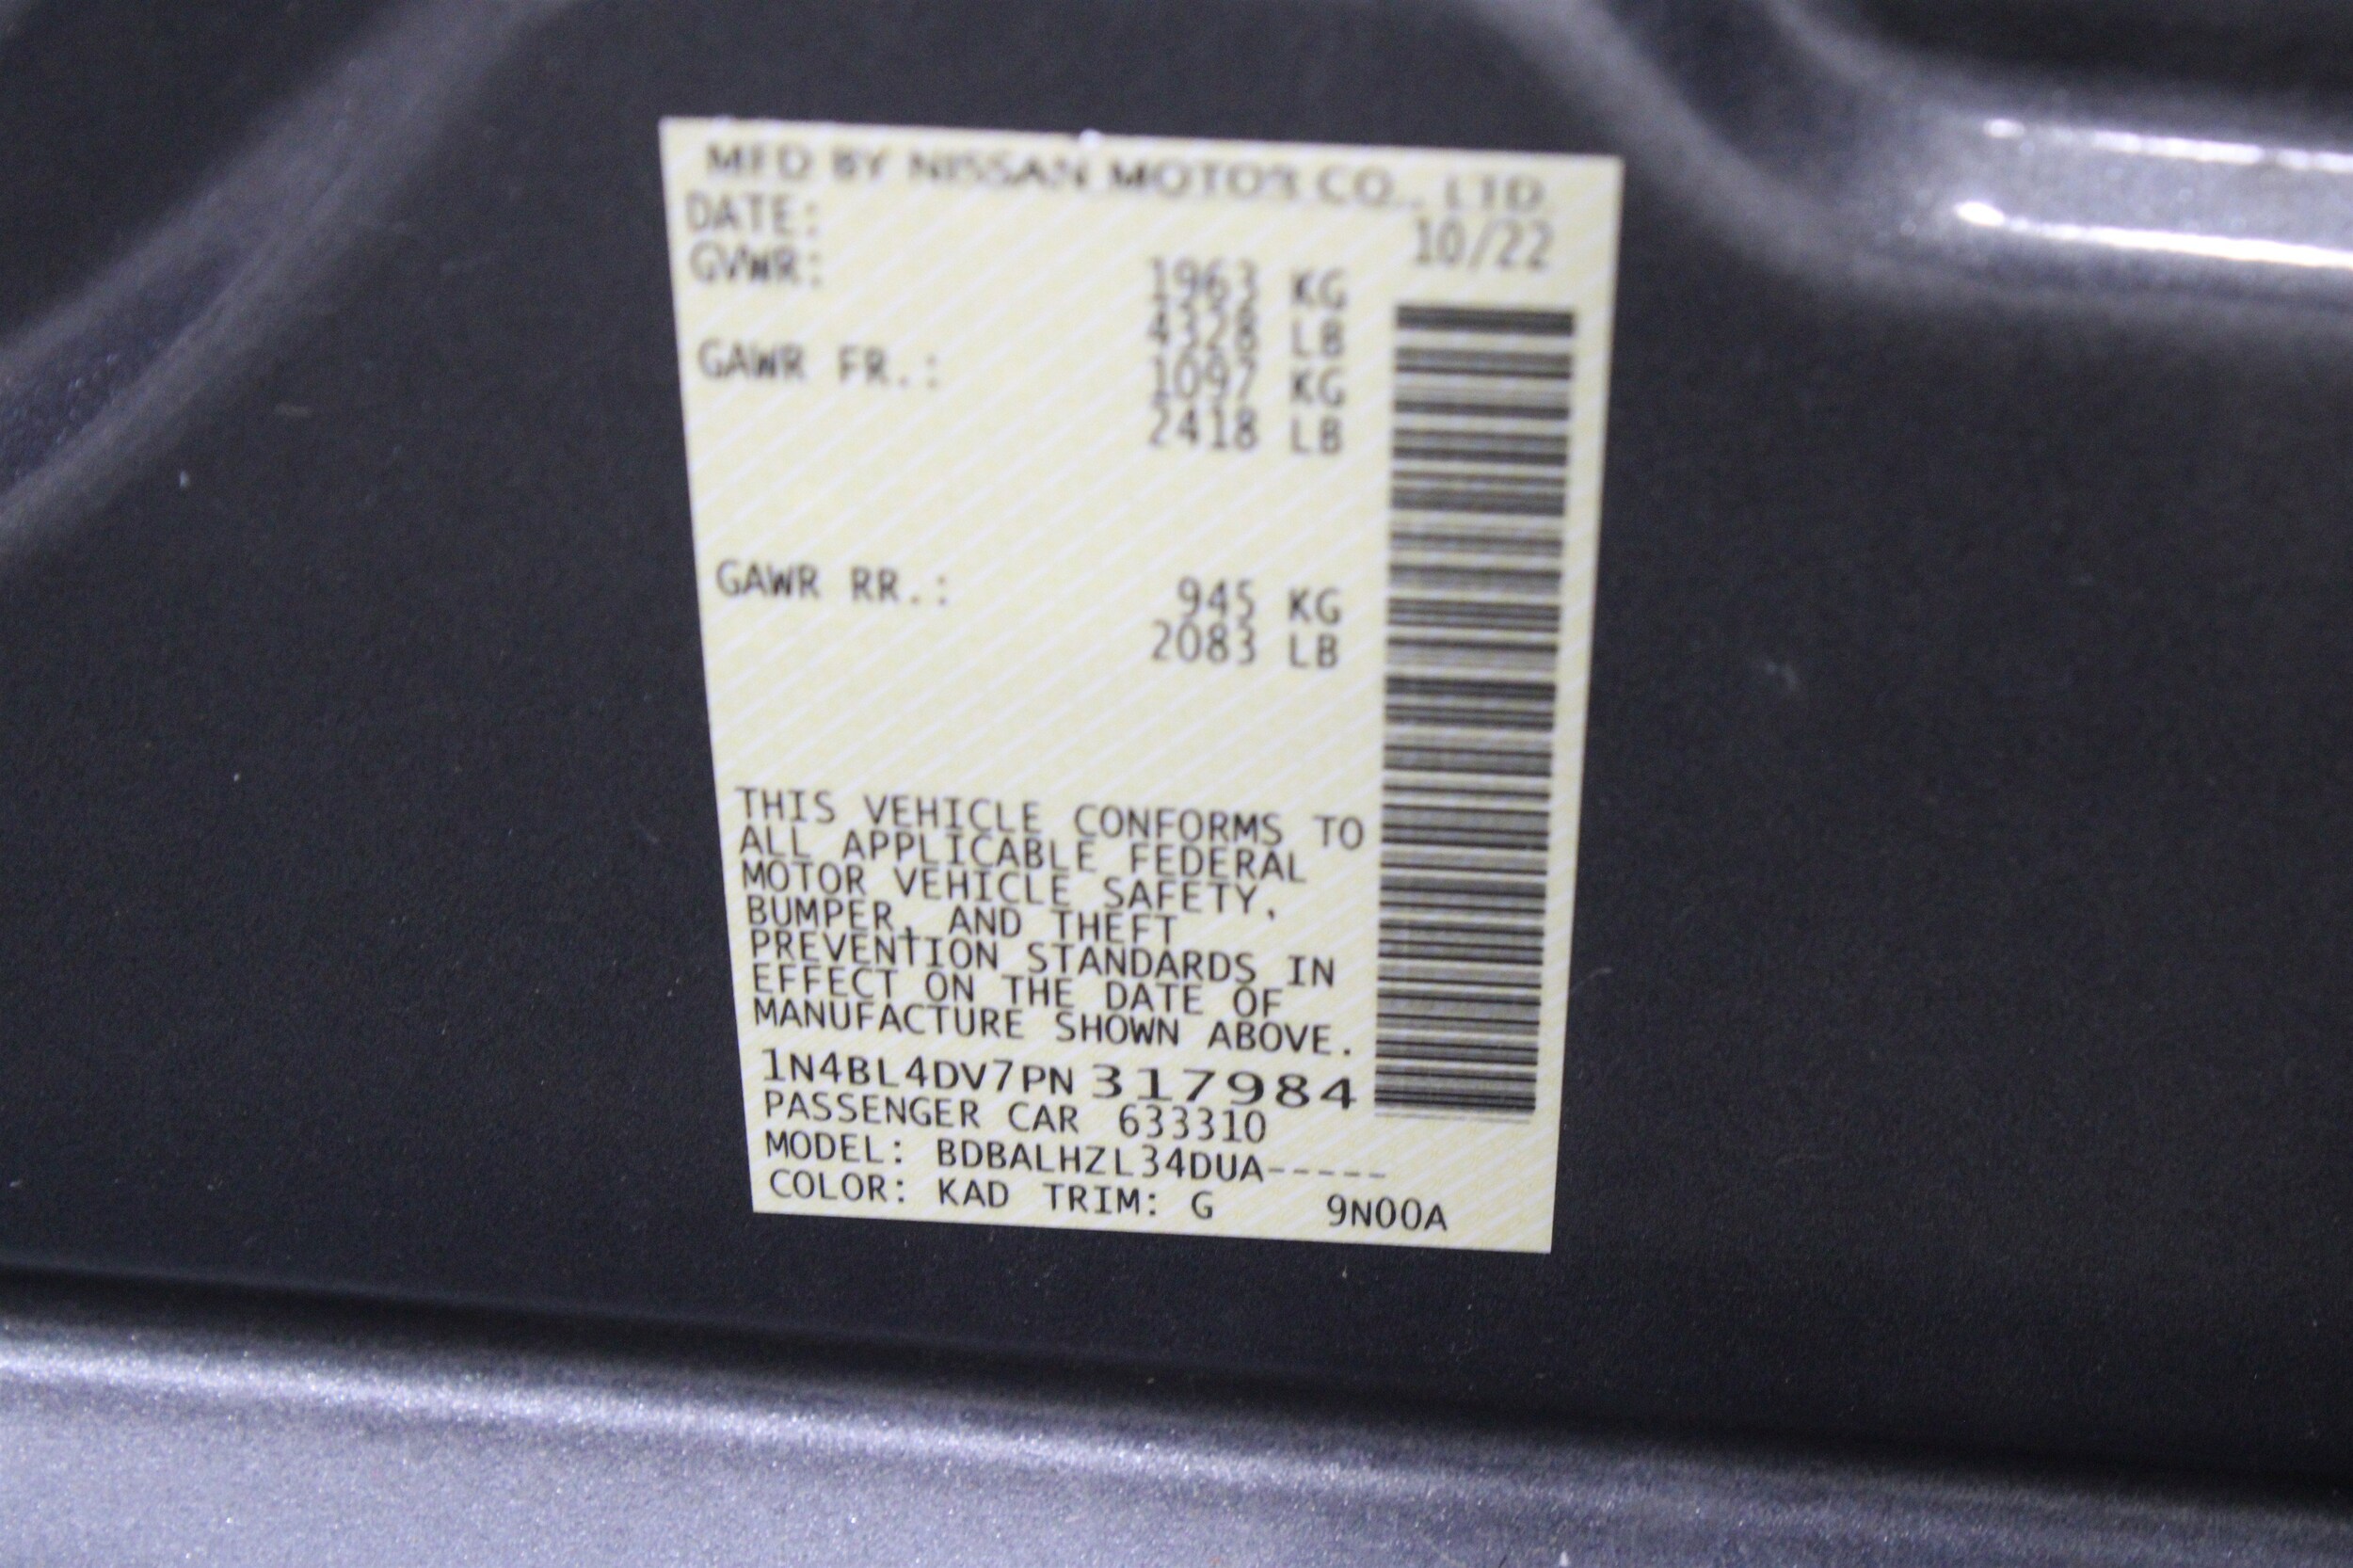 MFD BY NISSAN MOTOR CO., LTD.
DATE: 10/22
GVWR: 1963 KG
4328 LB
GAWR FR.: 1097 KG
2418 LB
GAWR RR.: 945 KG
2083 LB
THIS VEHICLE CONFORMS TO
ALL APPLICABLE FEDERAL
MOTOR VEHICLE SAFETY,
BUMPER, AND THEFT
PREVENTION STANDARDS IN
EFFECT ON THE DATE OF
MANUFACTURE SHOWN ABOVE.
1N4BL4DV7PN317984
PASSENGER CAR 633310
MODEL: BDBALHZL34DUA-----
COLOR: KAD TRIM: G 9N00A